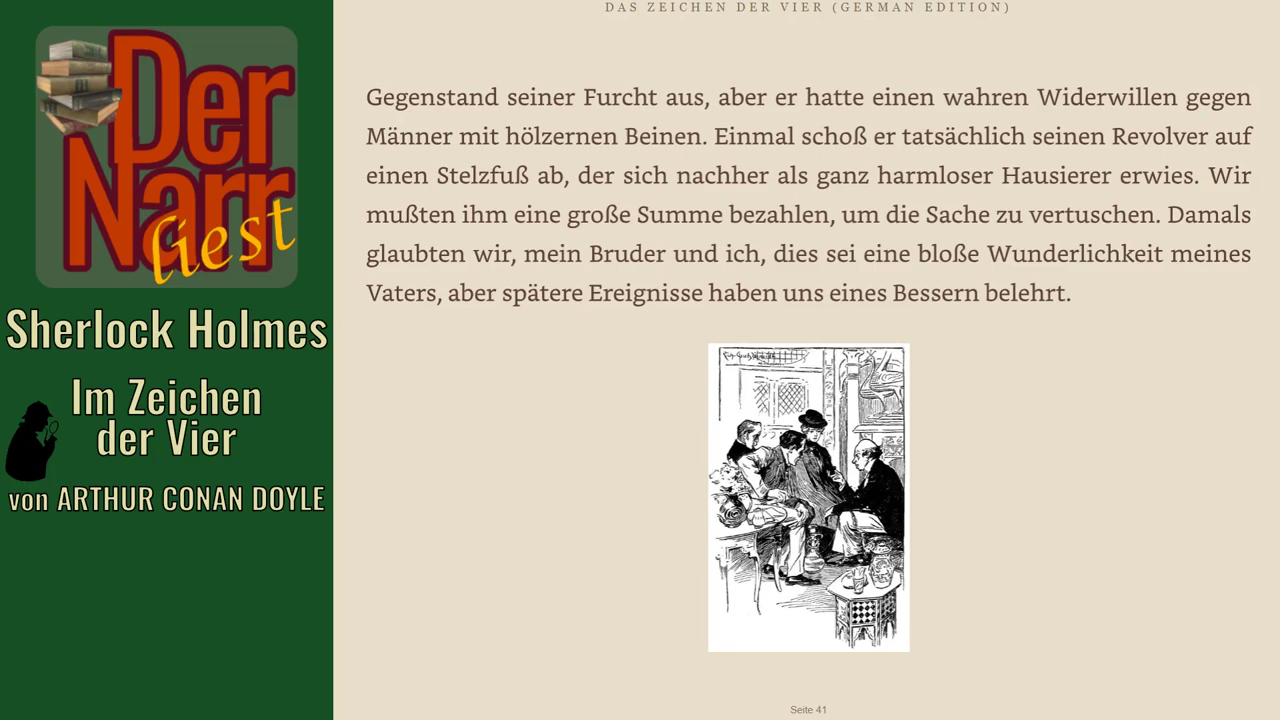 Der
Narr
liest
Sherlock Holmes
Im Zeichen
der Vier
von ARTHUR CONAN DOYLE
DAS ZEICHEN DER VIER (GERMAN EDITION)
Gegenstand seiner Furcht aus, aber er hatte einen wahren Widerwillen gegen
Männer mit hölzernen Beinen. Einmal schoß er tatsächlich seinen Revolver auf
einen Stelzfuß ab, der sich nachher als ganz harmloser Hausierer erwies. Wir
mußten ihm eine große Summe bezahlen, um die Sache zu vertuschen. Damals
glaubten wir, mein Bruder und ich, dies sei eine bloße Wunderlichkeit meines
Vaters, aber spätere Ereignisse haben uns eines Bessern belehrt.
Seite 41